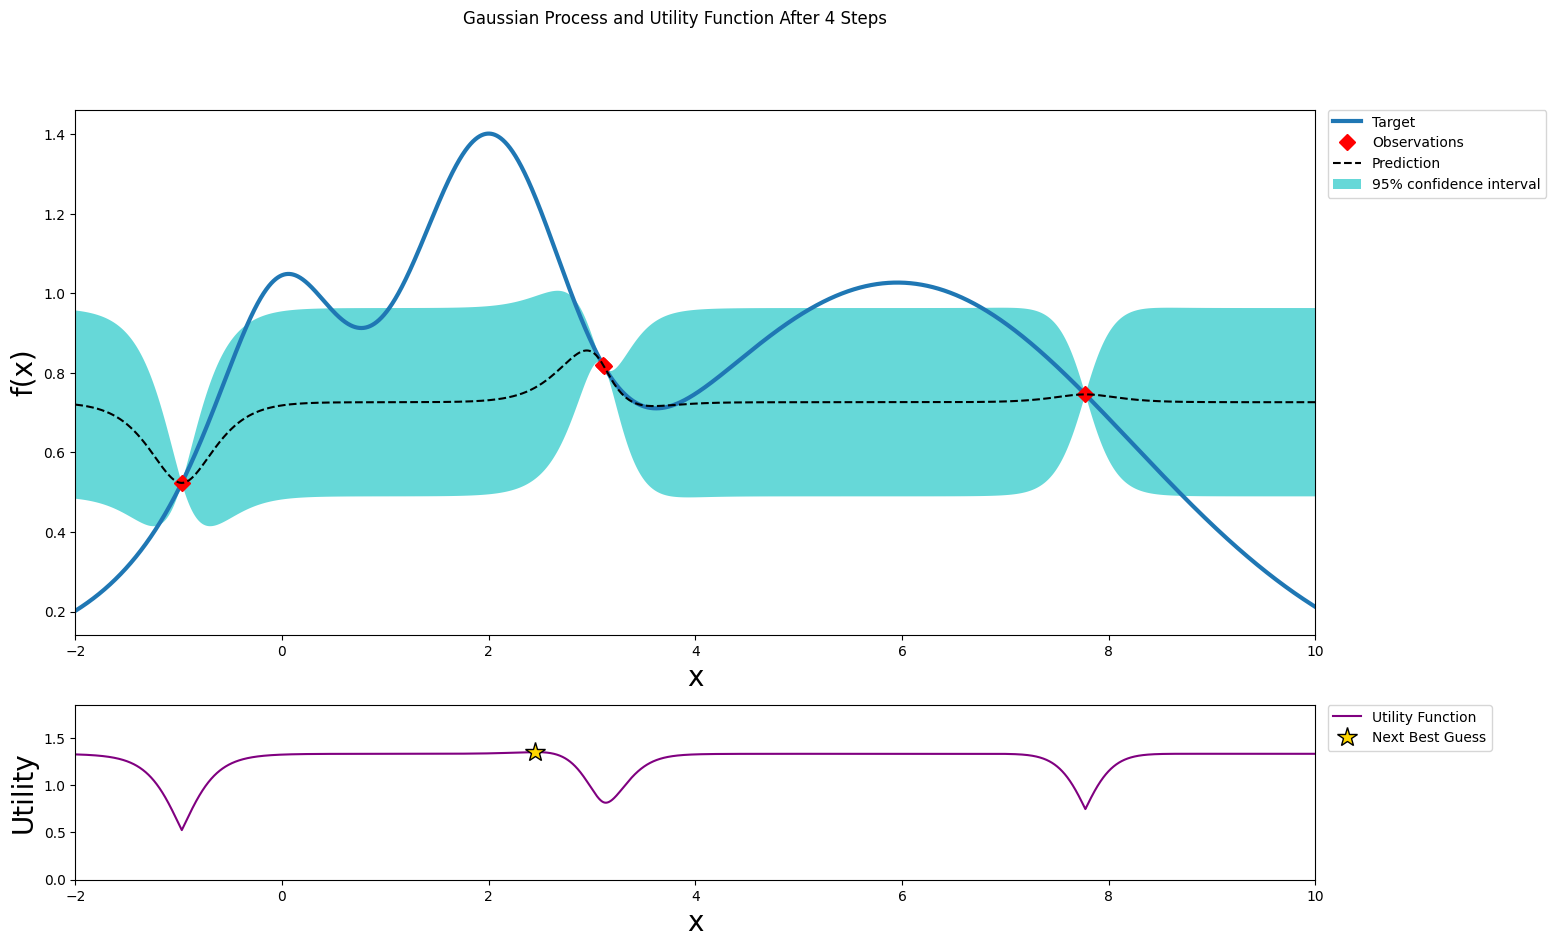 Gaussian Process and Utility Function After 4 Steps
1.4
1.2
1.0
0.8
0.6
0.4
0.2
f(x)
−2 0 2 4 6 8 10
x
Target
Observations
Prediction
95% confidence interval
1.5
1.0
0.5
0.0
Utility
−2 0 2 4 6 8 10
x
Utility Function
Next Best Guess